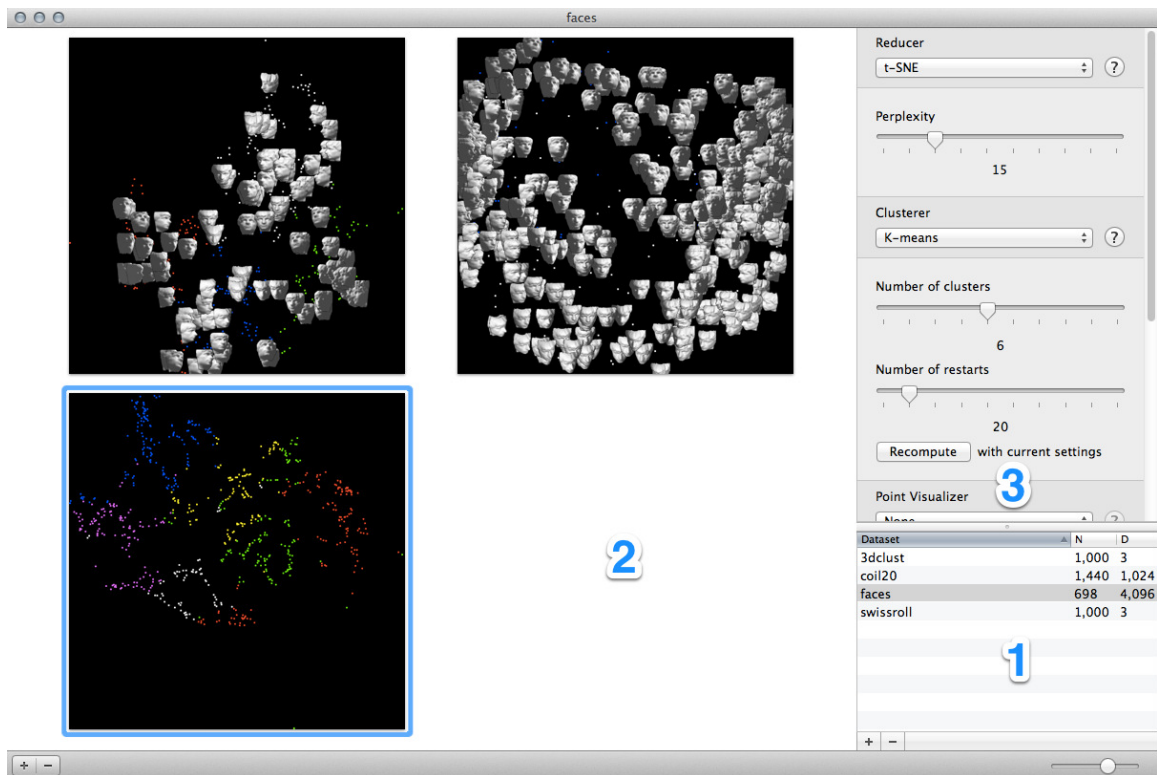 faces
Reducer
t-SNE
?
Perplexity
15
Clusterer
K-means
?
Number of clusters
6
Number of restarts
20
Recompute with current settings
3
Point Visualizer
None
?
2
Dataset N D
3dclust 1,000 3
coil20 1,440 1,024
faces 698 4,096
swissroll 1,000 3
1
+ −
+ −